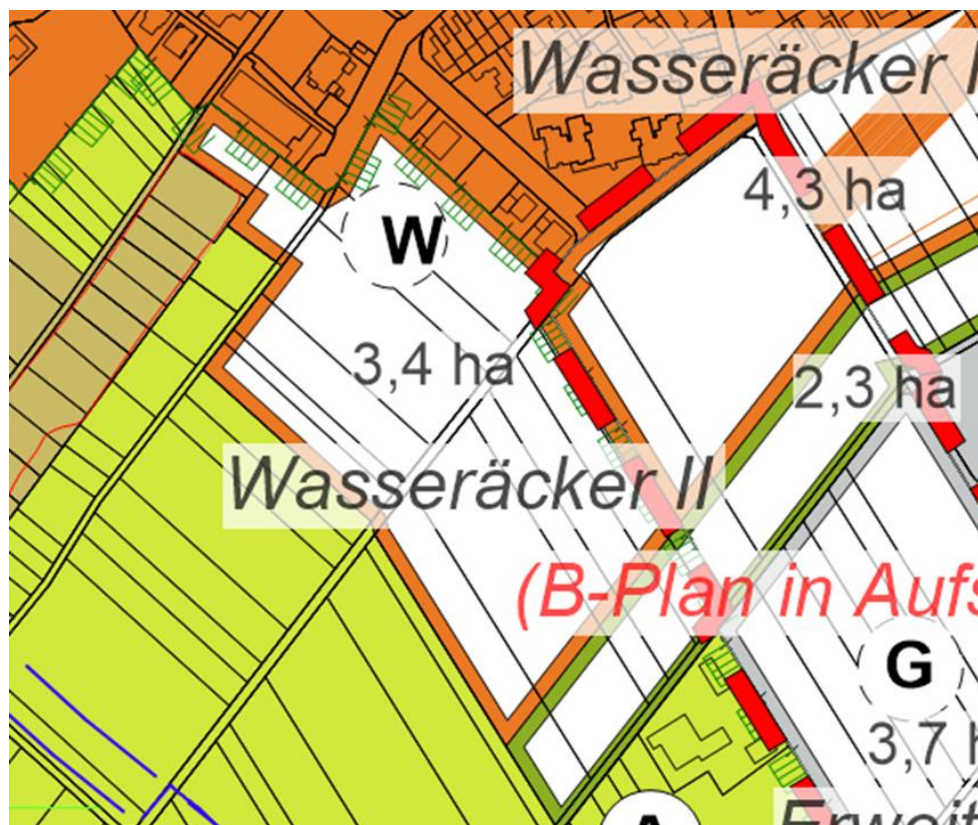 Wasseräcker I
4,3 ha
W
3,4 ha
2,3 ha
Wasseräcker II
(B-Plan in Aufs
G
3,7 h
Erweit
A